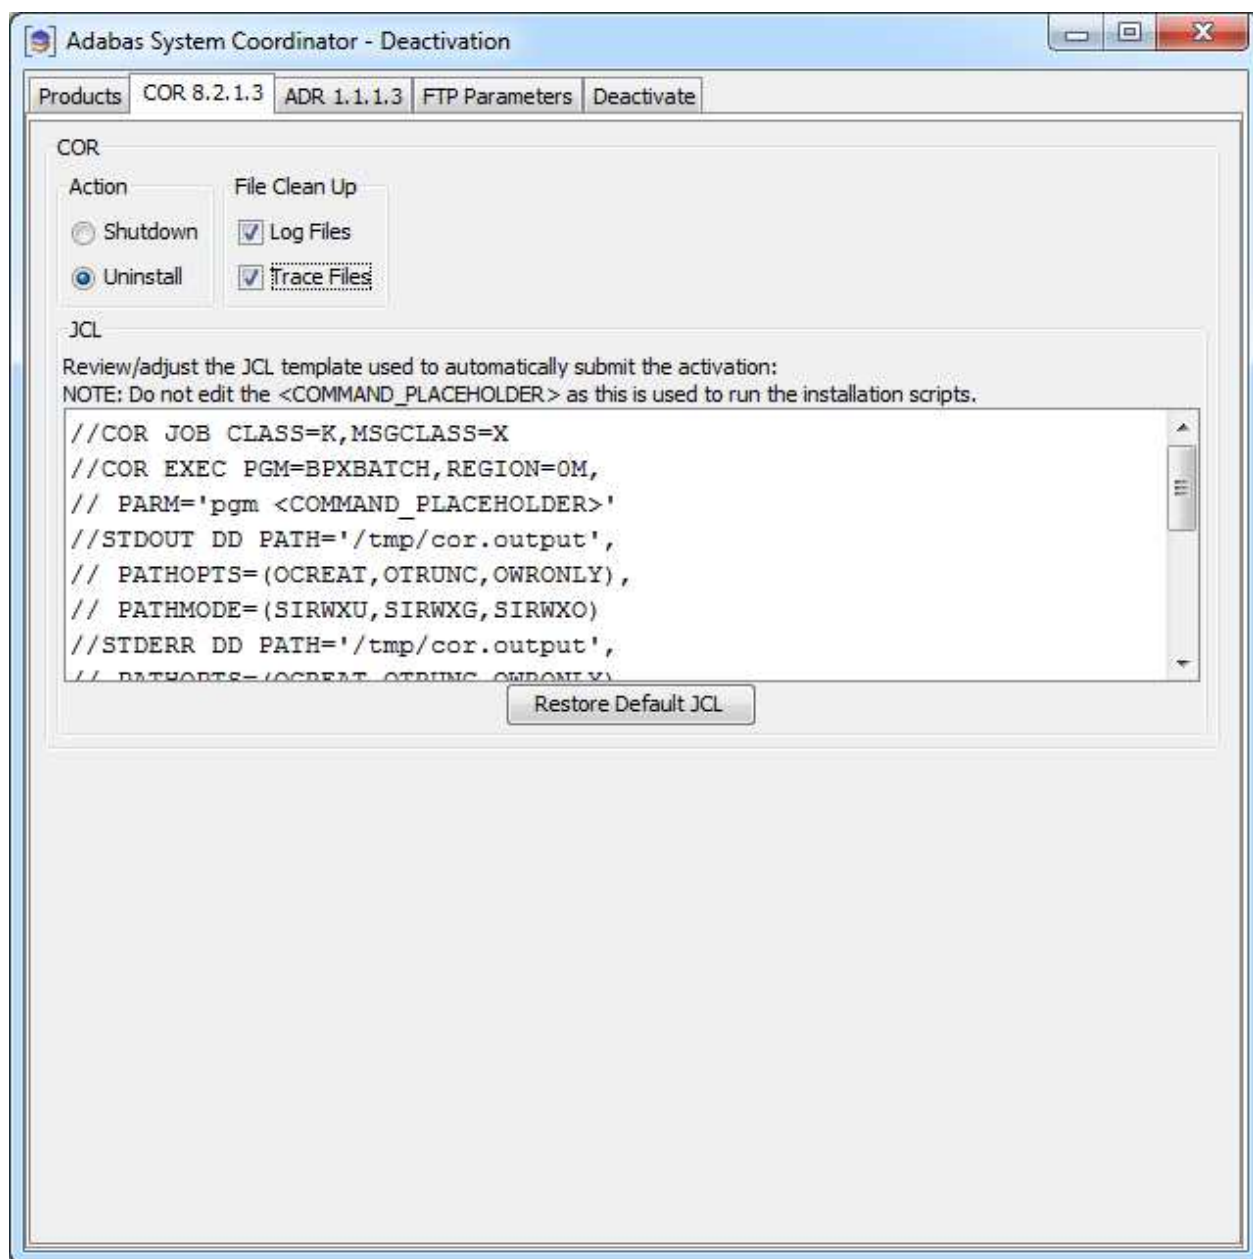 Adabas System Coordinator - Deactivation
Products COR 8.2.1.3 ADR 1.1.1.3 FTP Parameters Deactivate
COR
Action File Clean Up
Shutdown Log Files
Uninstall Trace Files
JCL
Review/adjust the JCL template used to automatically submit the activation:
NOTE: Do not edit the <COMMAND_PLACEHOLDER> as this is used to run the installation scripts.
//COR JOB CLASS=K,MSGCLASS=X
//COR EXEC PGM=BPXBATCH,REGION=0M,
// PARM='pgm <COMMAND_PLACEHOLDER>'
//STDOUT DD PATH='/tmp/cor.output',
// PATHOPTS=(OCREAT,OTRUNC,OWRONLY),
// PATHMODE=(SIRWXU,SIRWXG,SIRWXO)
//STDERR DD PATH='/tmp/cor.output',
// PATHOPTS=(OCREAT,OTRUNC,OWRONLY),
Restore Default JCL